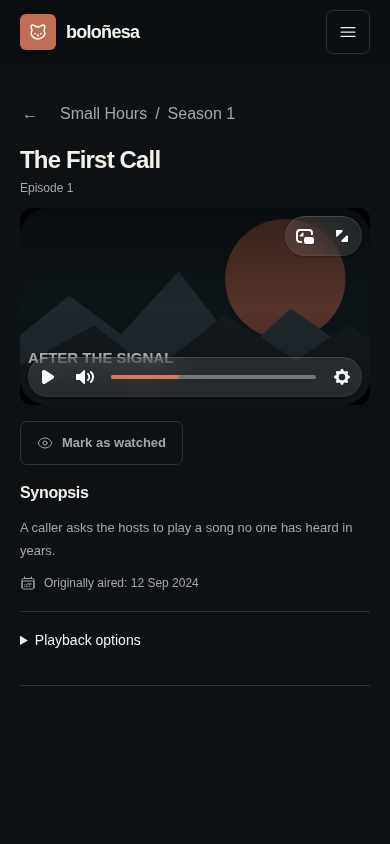 boloñesa
← Small Hours / Season 1
The First Call
Episode 1
AFTER THE SIGNAL
Mark as watched
Synopsis
A caller asks the hosts to play a song no one has heard in
years.
Originally aired: 12 Sep 2024
Playback options